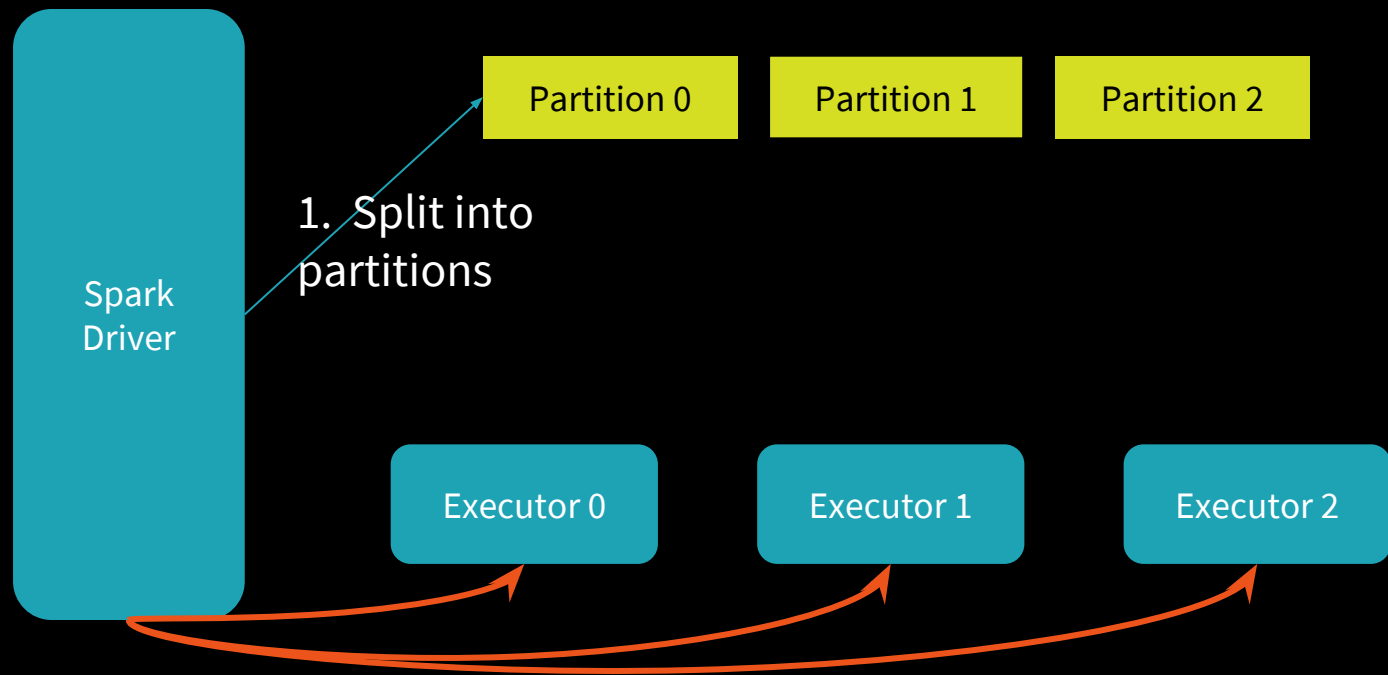 Partition 0
Partition 1
Partition 2
1. Split into
partitions
Spark
Driver
Executor 0
Executor 1
Executor 2